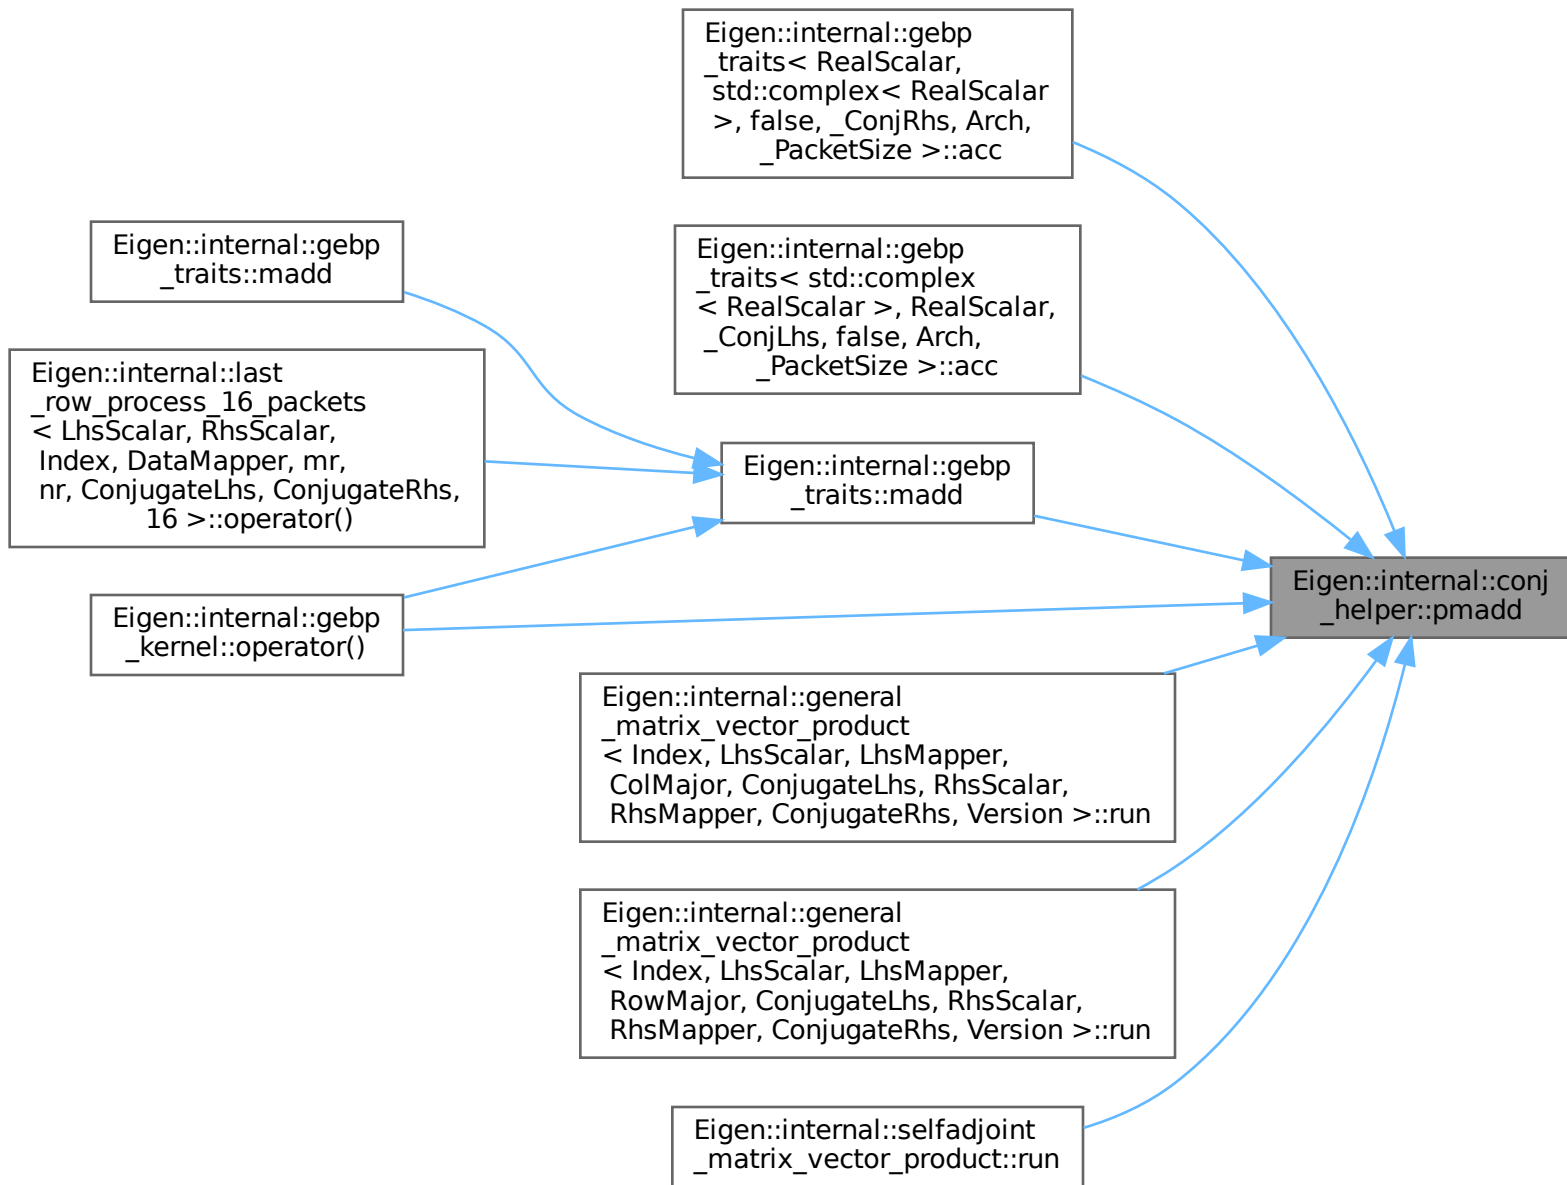 Eigen::internal::gebp
_traits< RealScalar,
std::complex< RealScalar
>, false, _ConjRhs, Arch,
_PacketSize >::acc
Eigen::internal::gebp
_traits::madd
Eigen::internal::gebp
_traits< std::complex
< RealScalar >, RealScalar,
_ConjLhs, false, Arch,
_PacketSize >::acc
Eigen::internal::last
_row_process_16_packets
< LhsScalar, RhsScalar,
Index, DataMapper, mr,
nr, ConjugateLhs, ConjugateRhs,
16 >::operator()
Eigen::internal::gebp
_traits::madd
Eigen::internal::conj
_helper::pmadd
Eigen::internal::gebp
_kernel::operator()
Eigen::internal::general
_matrix_vector_product
< Index, LhsScalar, LhsMapper,
ColMajor, ConjugateLhs, RhsScalar,
RhsMapper, ConjugateRhs, Version >::run
Eigen::internal::general
_matrix_vector_product
< Index, LhsScalar, LhsMapper,
RowMajor, ConjugateLhs, RhsScalar,
RhsMapper, ConjugateRhs, Version >::run
Eigen::internal::selfadjoint
_matrix_vector_product::run